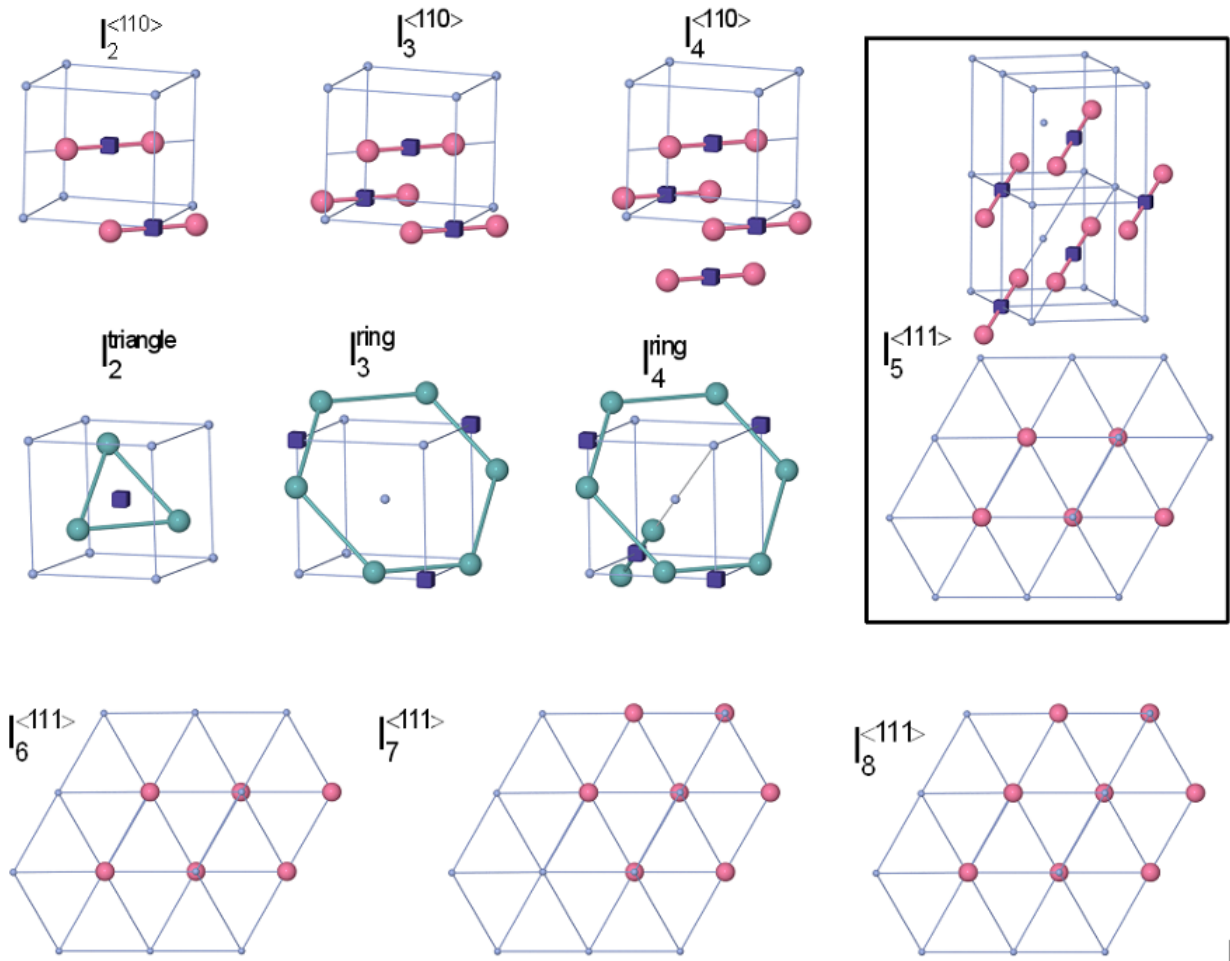 I₂<110>
I₃<110>
I₄<110>
I₂triangle
I₃ring
I₄ring
I₅<111>
I₆<111>
I₇<111>
I₈<111>